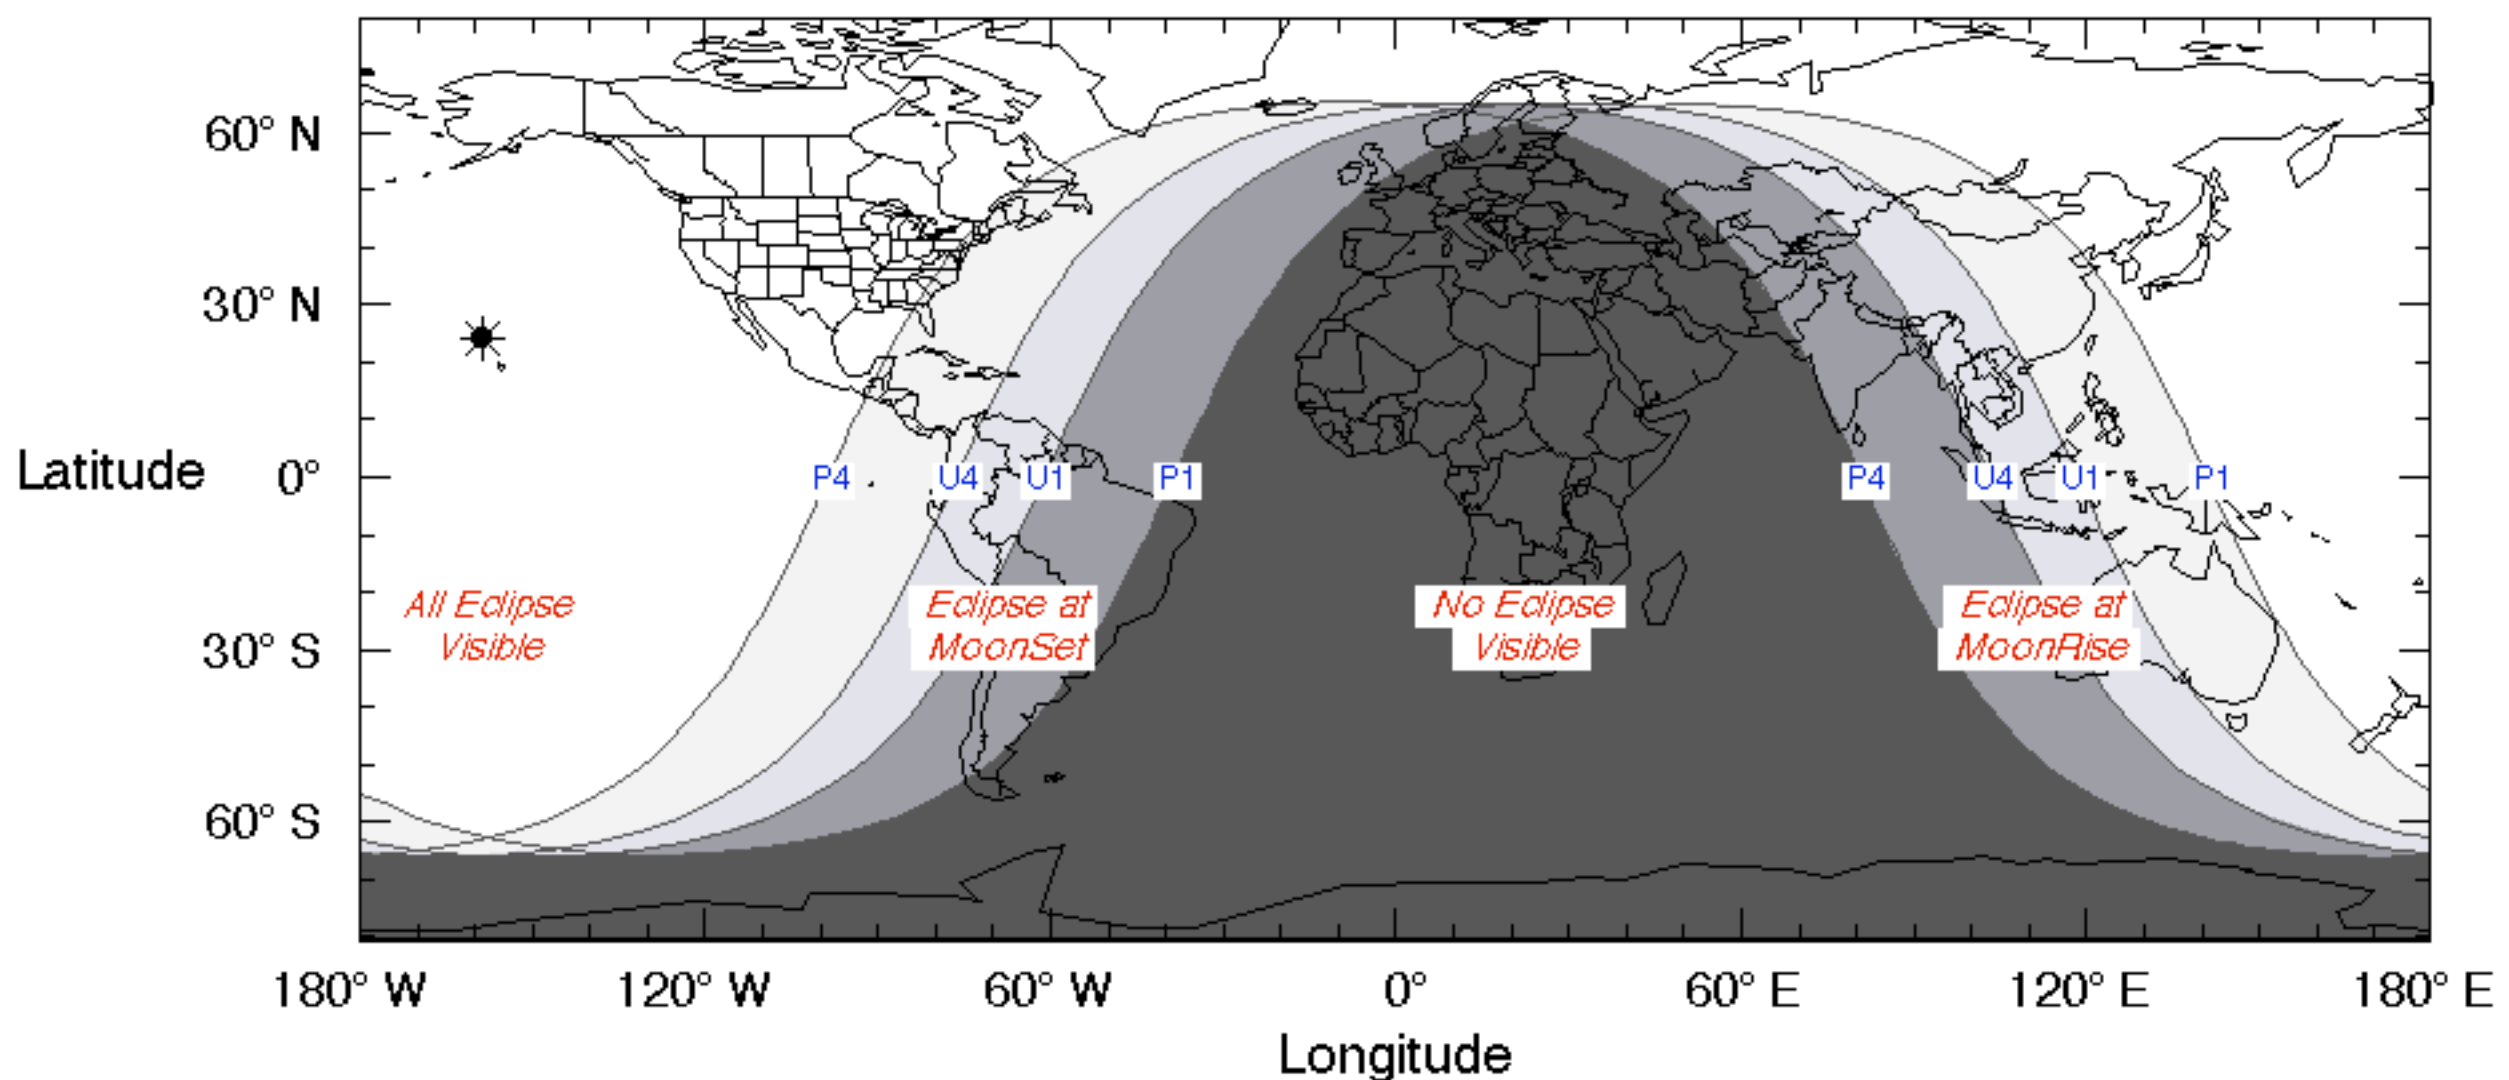 60° N
30° N
Latitude
0°
P4 U4 U1 P1 P4 U4 U1 P1
All Eclipse
Visible
Eclipse at
MoonSet
No Eclipse
Visible
Eclipse at
MoonRise
30° S
60° S
180° W 120° W 60° W 0° 60° E 120° E 180° E
Longitude